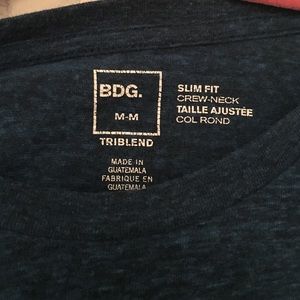 BDG.
M-M
TRIBLEND
MADE IN
GUATEMALA
FABRIQUÉ EN
GUATEMALA
SLIM FIT
CREW-NECK
TAILLE AJUSTÉE
COL ROND